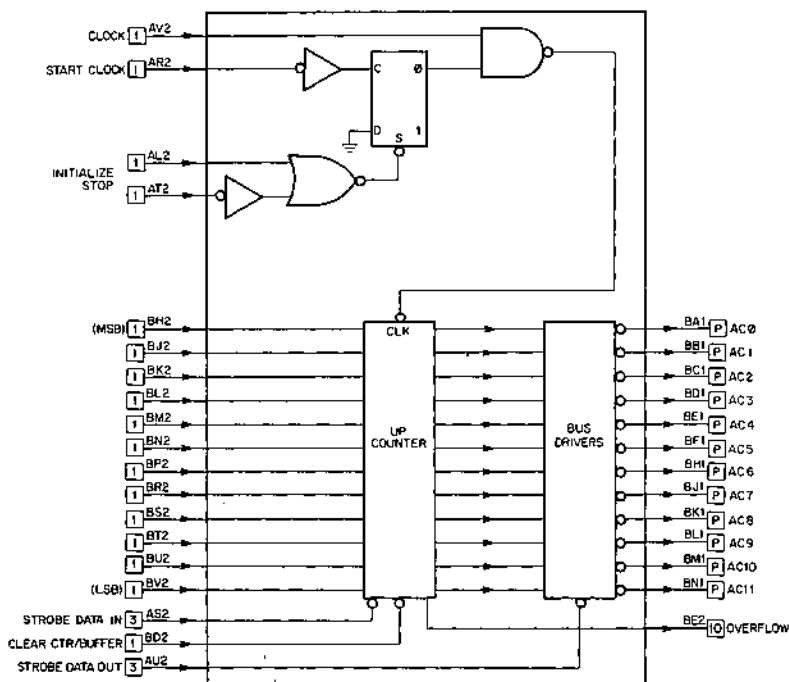 CLOCK 1 AV2
START CLOCK 1 AR2
C 0
D 1
S
INITIALIZE 1 AL2
STOP 1 AT2
CLK
UP
COUNTER
BUS
DRIVERS
(MSB) 1 BH2
1 BJ2
1 BK2
1 BL2
1 BM2
1 BN2
1 BP2
1 BR2
1 BS2
1 BT2
1 BU2
(LSB) 1 BV2
BA1 P AC0
BB1 P AC1
BC1 P AC2
BD1 P AC3
BE1 P AC4
BF1 P AC5
BH1 P AC6
BJ1 P AC7
BK1 P AC8
BL1 P AC9
BM1 P AC10
BN1 P AC11
STROBE DATA IN 3 AS2
CLEAR CTR/BUFFER 1 BD2
STROBE DATA OUT 3 AU2
BE2 10 OVERFLOW